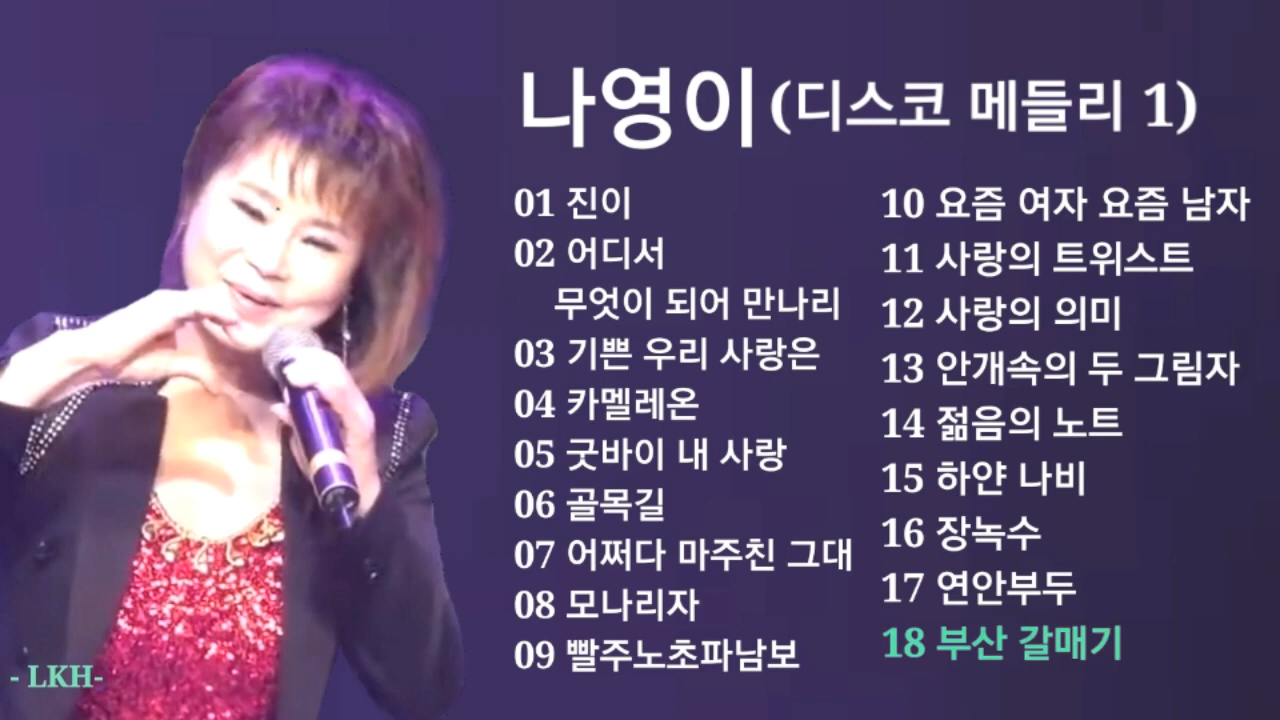 나영이 (디스코 메들리 1)
01 진이
02 어디서
무엇이 되어 만나리
03 기쁜 우리 사랑은
04 카멜레온
05 굿바이 내 사랑
06 골목길
07 어쩌다 마주친 그대
08 모나리자
09 빨주노초파남보
10 요즘 여자 요즘 남자
11 사랑의 트위스트
12 사랑의 의미
13 안개속의 두 그림자
14 젊음의 노트
15 하얀 나비
16 장녹수
17 연안부두
18 부산 갈매기
- LKH-